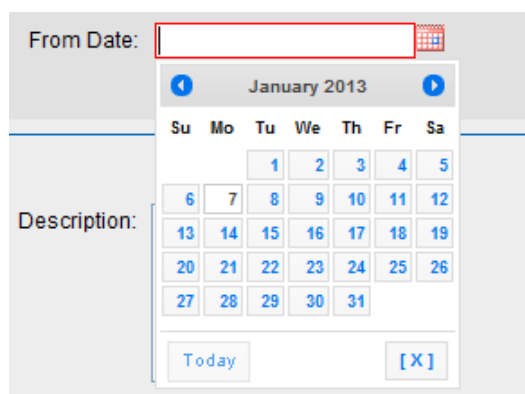 From Date:
January 2013
Su Mo Tu We Th Fr Sa
1 2 3 4 5
6 7 8 9 10 11 12
Description:
13 14 15 16 17 18 19
20 21 22 23 24 25 26
27 28 29 30 31
Today [X]